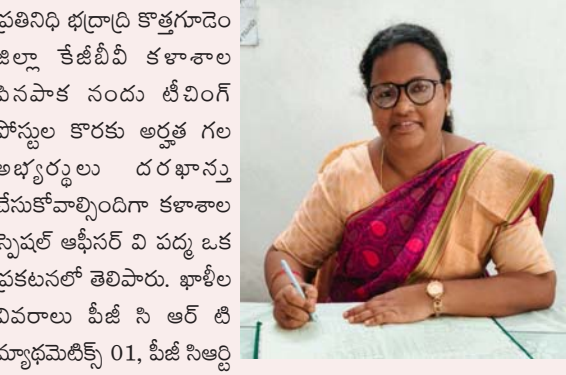 ప్రతినిధి భద్రాద్రి కొత్తగూడెం
జిల్లా కేజీబీవీ కళాశాల
పినపాక నందు టీచింగ్
పోస్టుల కొరకు అర్హత గల
అభ్యర్థులు దరఖాస్తు
చేసుకోవాల్సిందిగా కళాశాల
స్పెషల్ ఆఫీసర్ వి పద్మ ఒక
ప్రకటనలో తెలిపారు. ఖాళీల
వివరాలు పీజీ సి ఆర్ టి
మ్యాథమెటిక్స్ 01, పీజీ సిఆర్టి